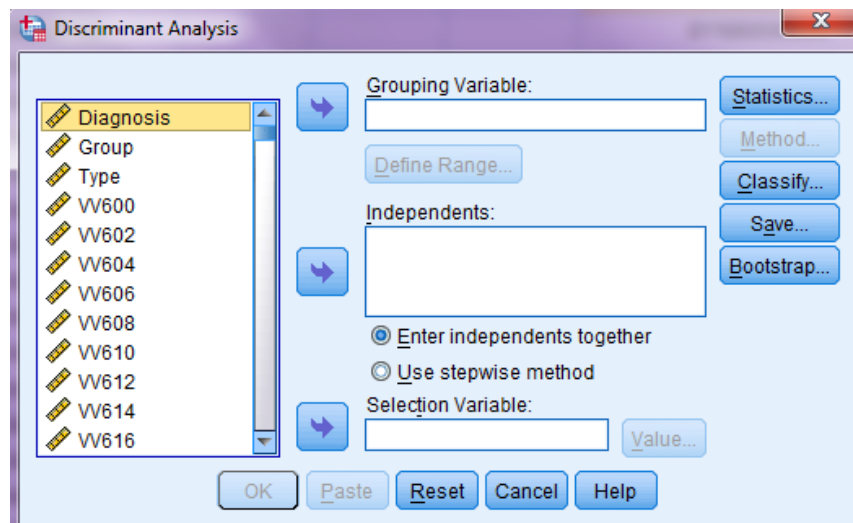 Discriminant Analysis
Diagnosis
Group
Type
VV600
VV602
VV604
VV606
VV608
VV610
VV612
VV614
VV616
Grouping Variable:
Define Range...
Independents:
Enter independents together
Use stepwise method
Selection Variable:
Value...
Statistics...
Method...
Classify...
Save...
Bootstrap...
OK Paste Reset Cancel Help